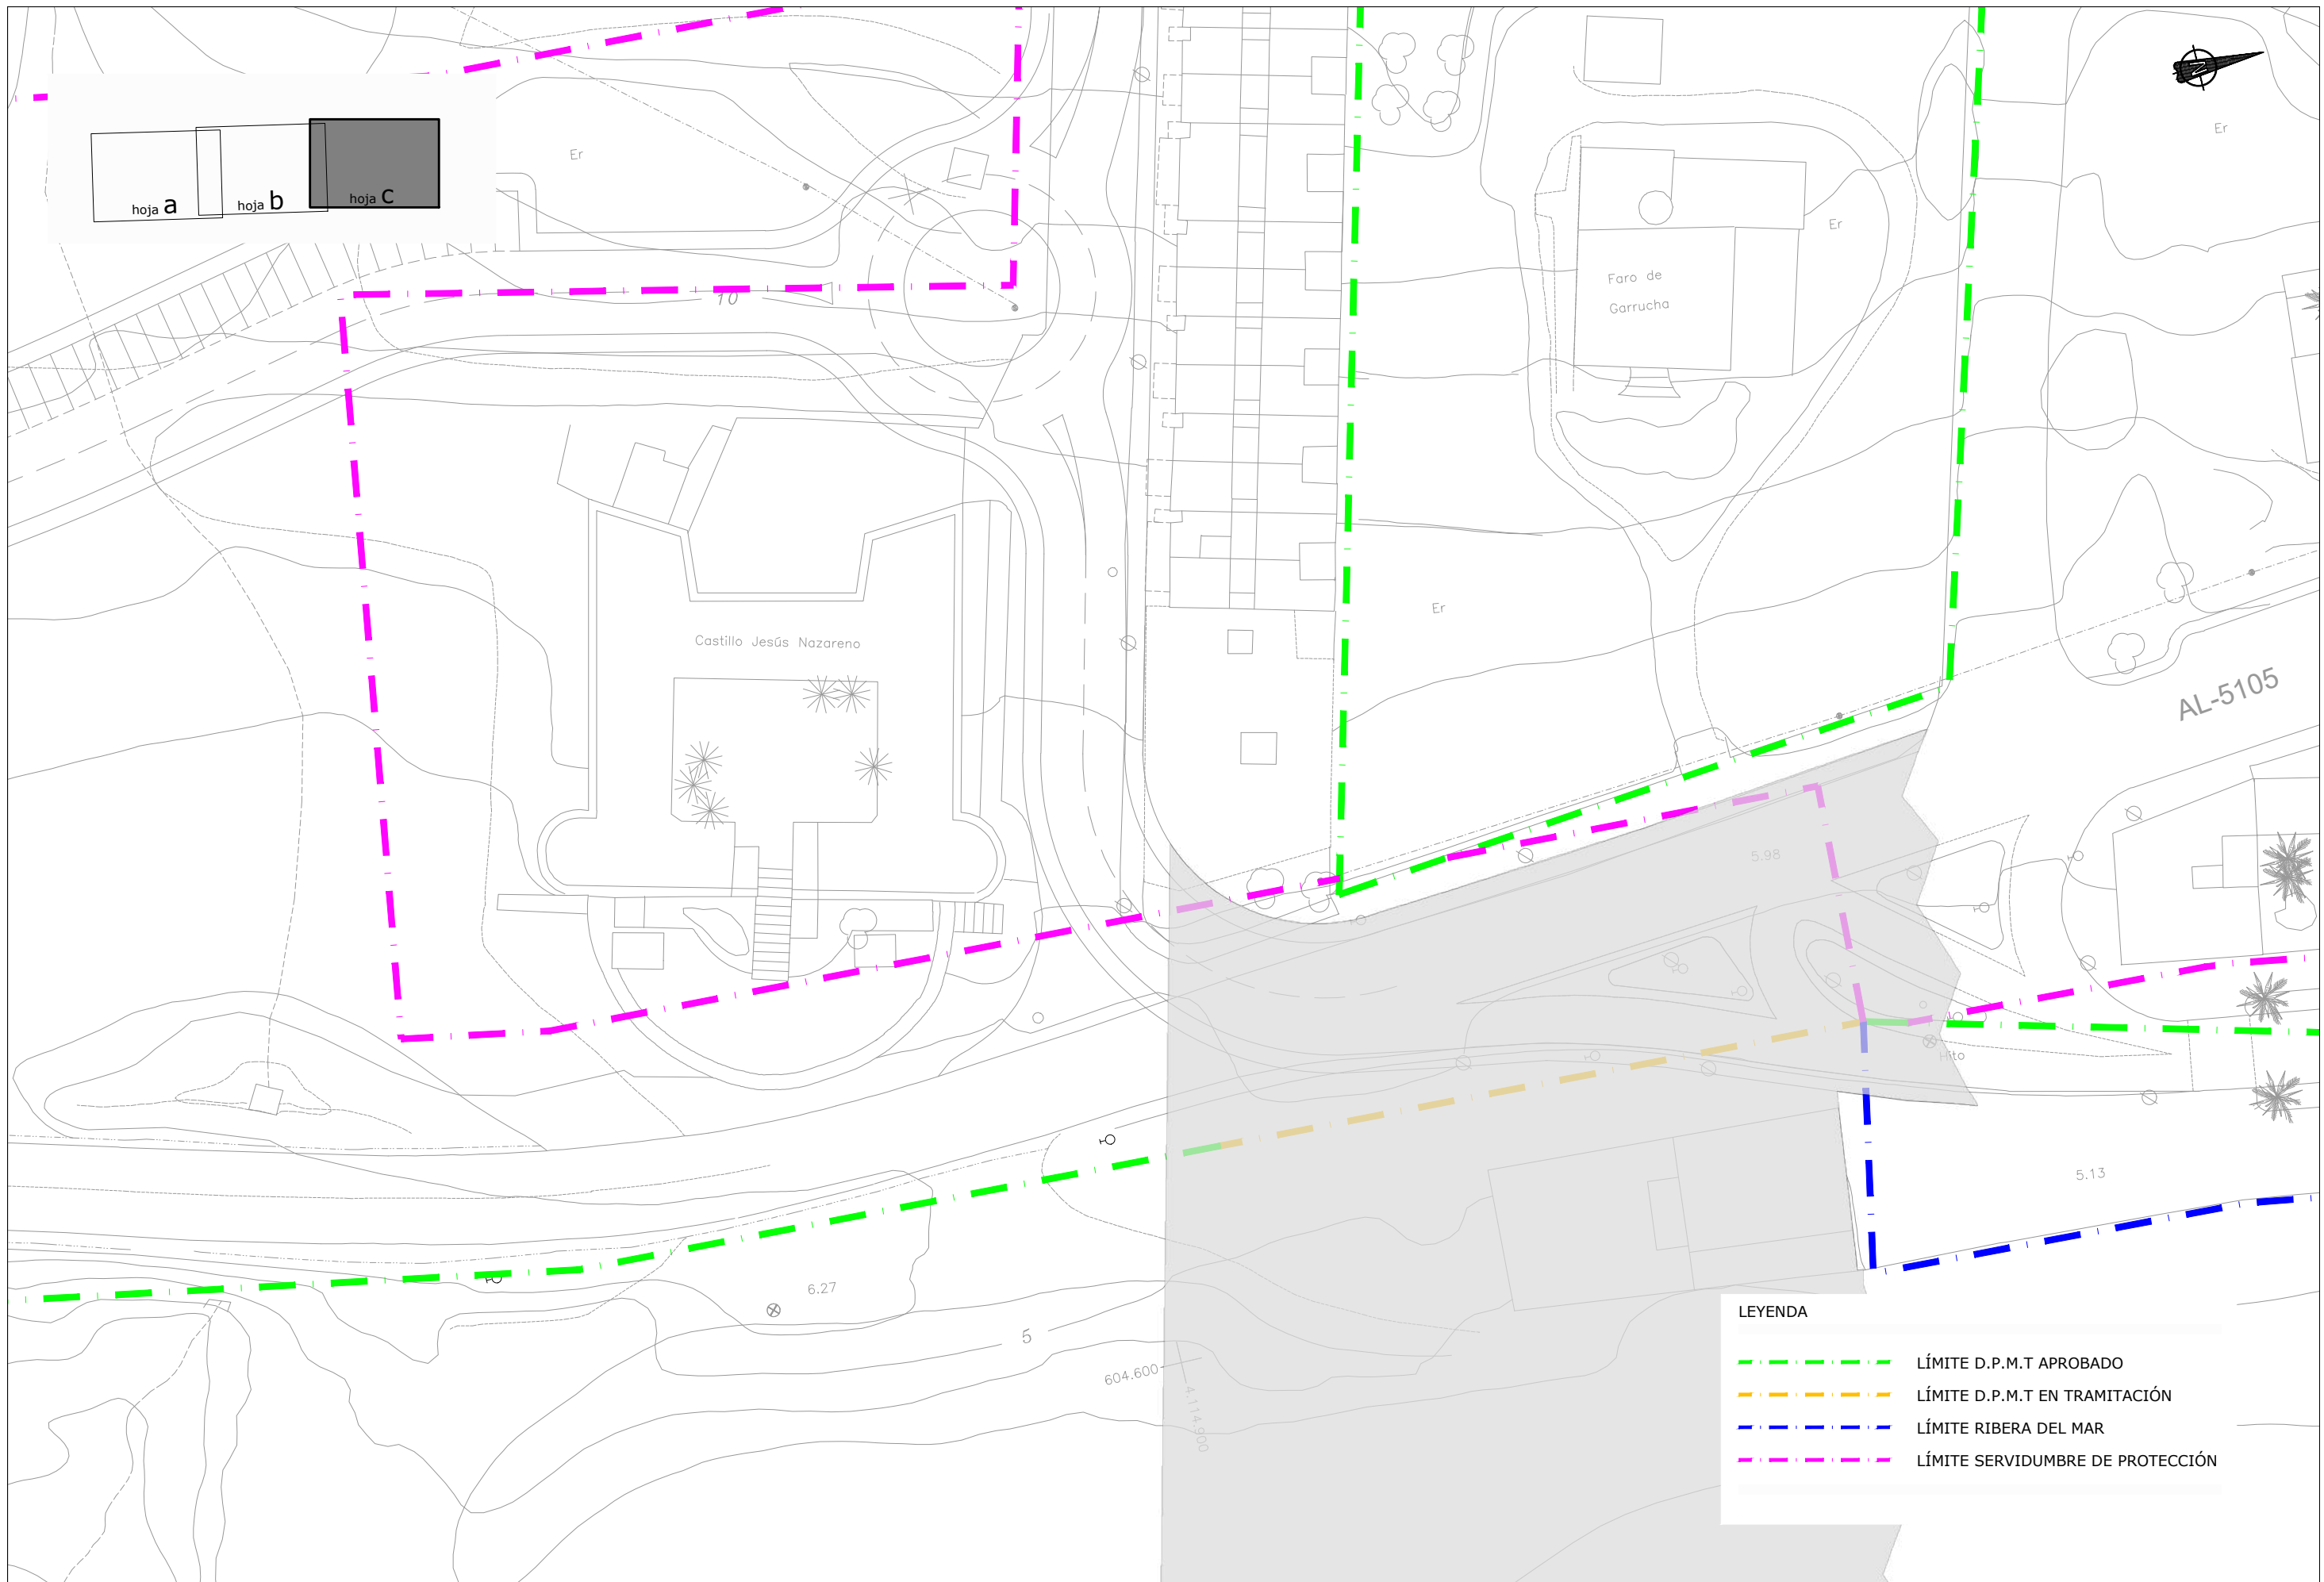 N
Er
Er
Er
hoja a
hoja b
hoja c
10
Faro de
Garrucha
Er
Castillo Jesús Nazareno
AL-5105
5.98
Hito
5.13
6.27
5
604.600
4.114.900
LEYENDA
LÍMITE D.P.M.T APROBADO
LÍMITE D.P.M.T EN TRAMITACIÓN
LÍMITE RIBERA DEL MAR
LÍMITE SERVIDUMBRE DE PROTECCIÓN